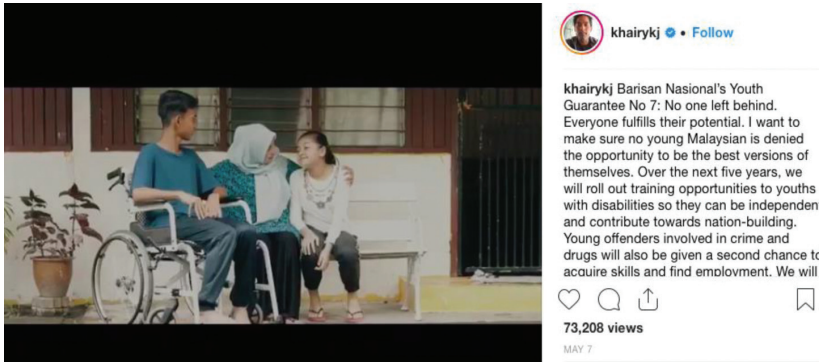 khairykj • Follow
khairykj Barisan Nasional's Youth
Guarantee No 7: No one left behind.
Everyone fulfills their potential. I want to
make sure no young Malaysian is denied
the opportunity to be the best versions of
themselves. Over the next five years, we
will roll out training opportunities to youths
with disabilities so they can be independen
and contribute towards nation-building.
Young offenders involved in crime and
drugs will also be given a second chance to
acquire skills and find employment. We will
73,208 views
MAY 7